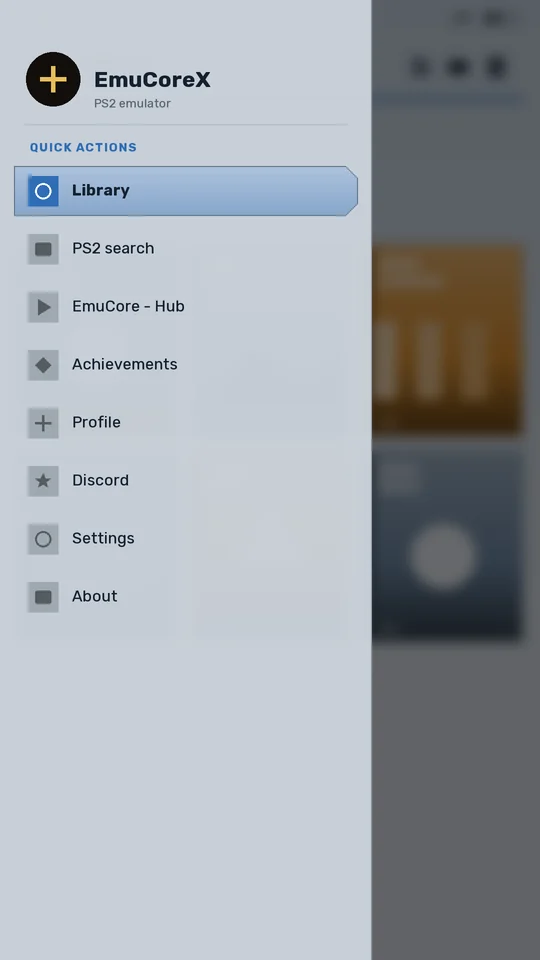 EmuCoreX
PS2 emulator
QUICK ACTIONS
Library
PS2 search
EmuCore - Hub
Achievements
Profile
Discord
Settings
About